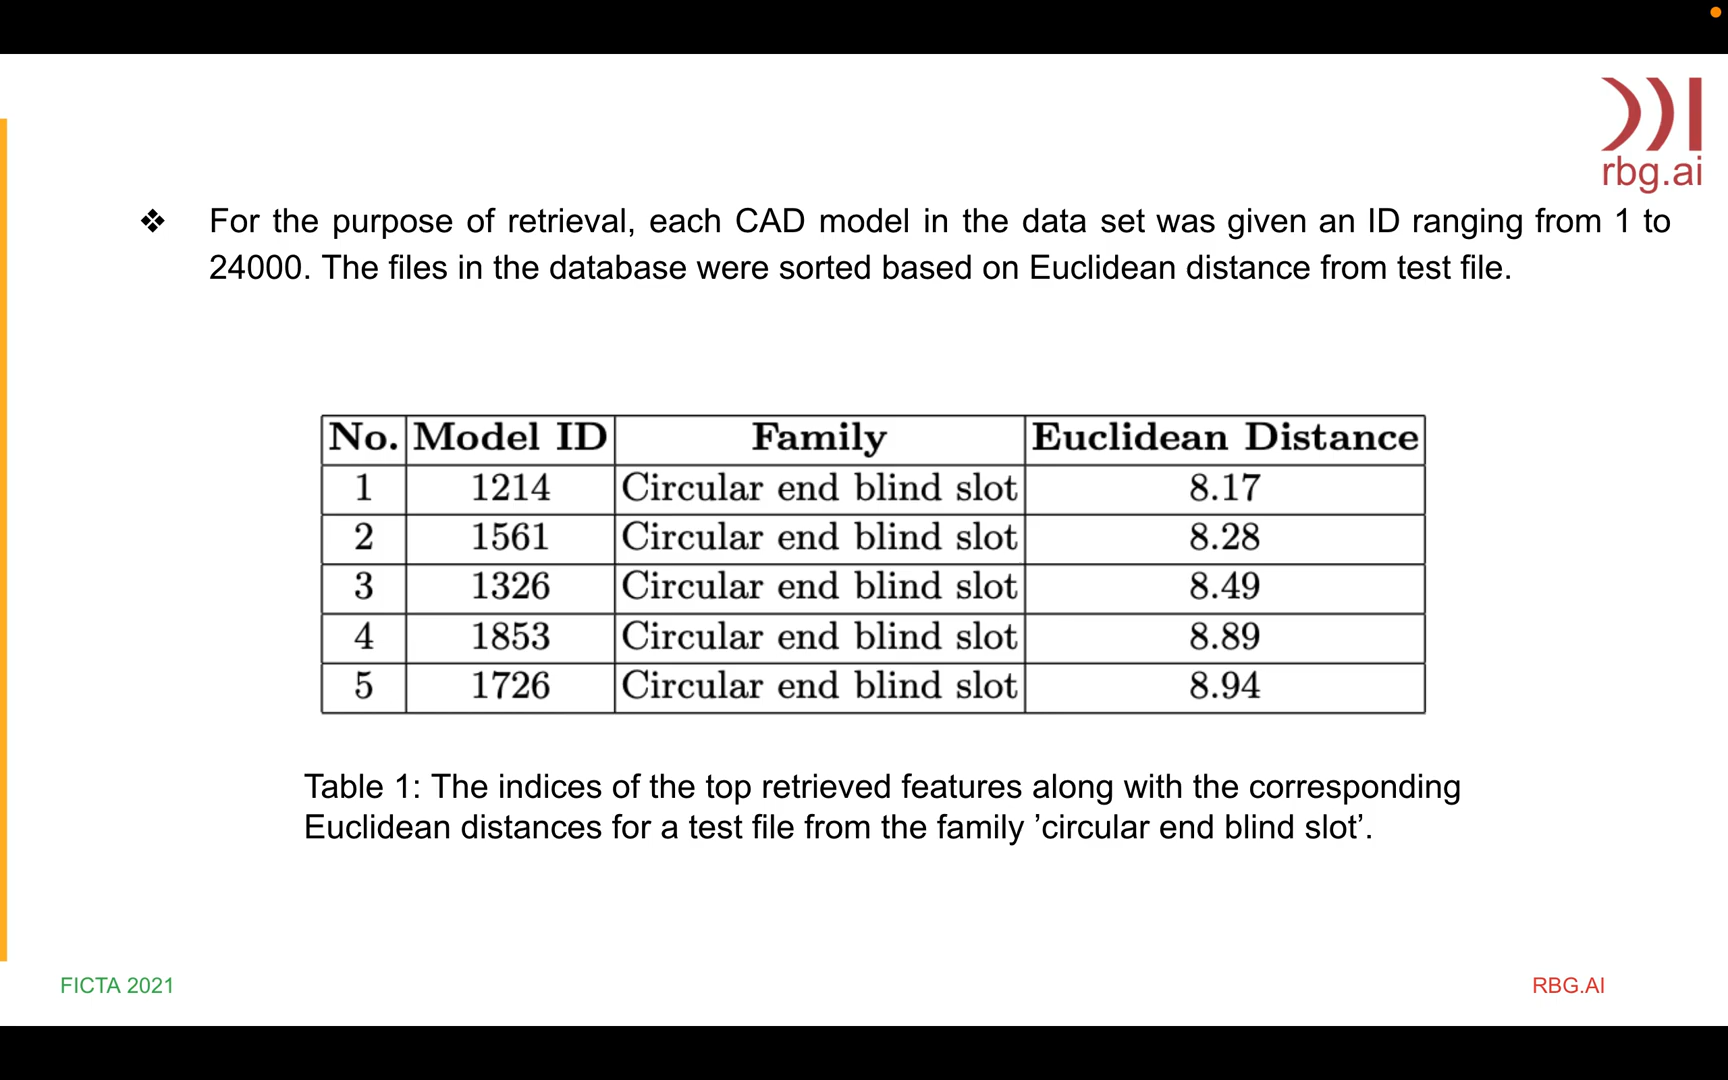 rbg.ai
❖ For the purpose of retrieval, each CAD model in the data set was given an ID ranging from 1 to
24000. The files in the database were sorted based on Euclidean distance from test file.
No. Model ID Family Euclidean Distance
1 1214 Circular end blind slot 8.17
2 1561 Circular end blind slot 8.28
3 1326 Circular end blind slot 8.49
4 1853 Circular end blind slot 8.89
5 1726 Circular end blind slot 8.94
Table 1: The indices of the top retrieved features along with the corresponding
Euclidean distances for a test file from the family ’circular end blind slot’.
FICTA 2021
RBG.AI